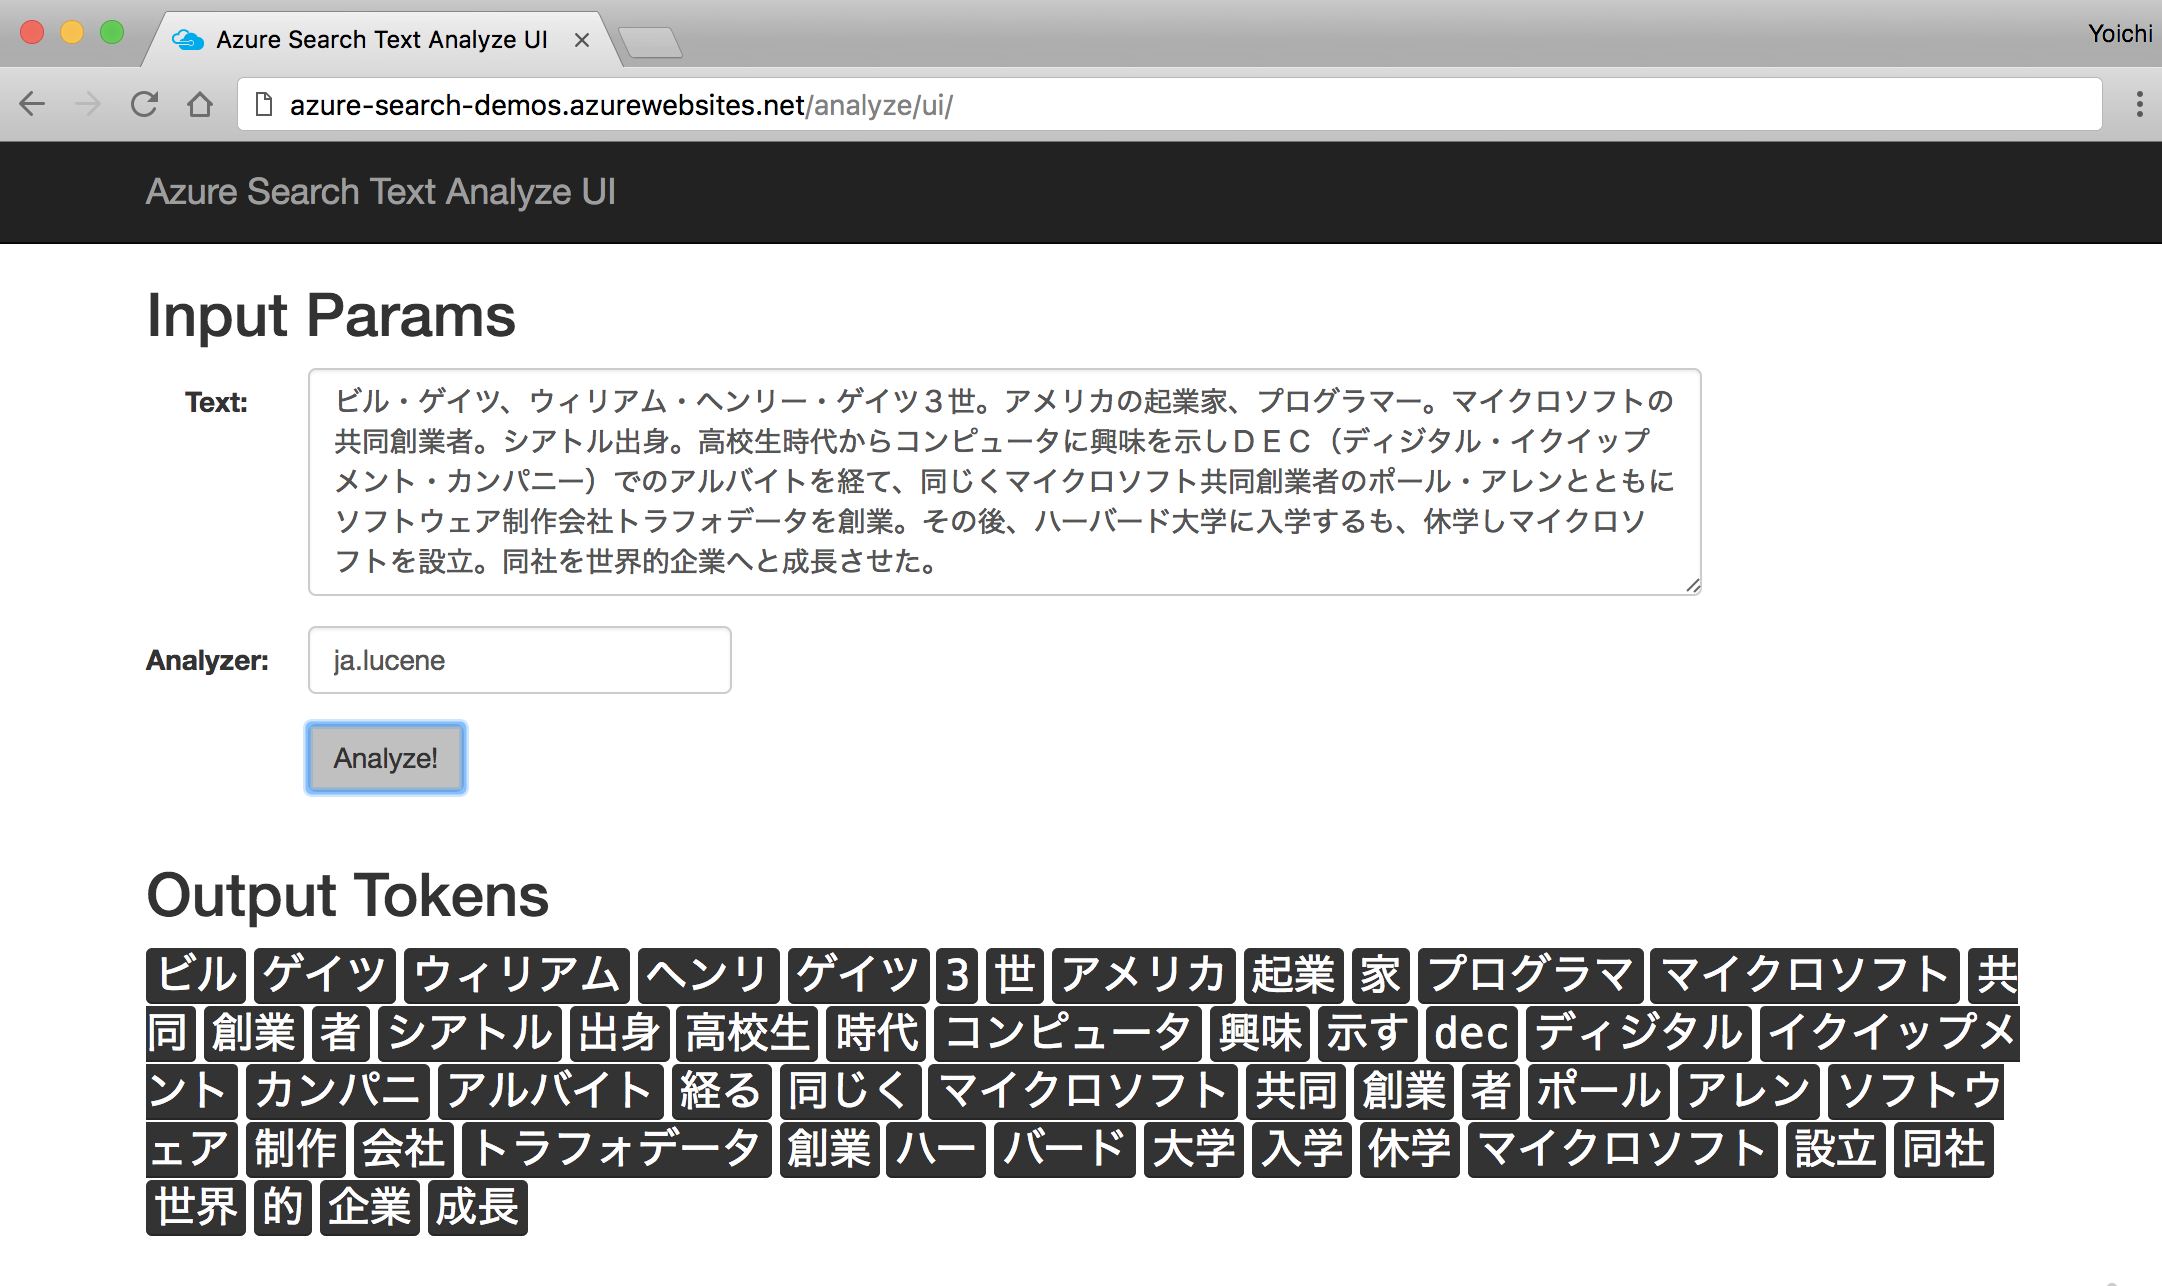 Azure Search Text Analyze UI
Yoichi
azure-search-demos.azurewebsites.net/analyze/ui/
Azure Search Text Analyze UI
Input Params
Text:
ビル・ゲイツ、ウィリアム・ヘンリー・ゲイツ３世。アメリカの起業家、プログラマー。マイクロソフトの
共同創業者。シアトル出身。高校生時代からコンピュータに興味を示しＤＥＣ（ディジタル・イクイップ
メント・カンパニー）でのアルバイトを経て、同じくマイクロソフト共同創業者のポール・アレンとともに
ソフトウェア制作会社トラフォデータを創業。その後、ハーバード大学に入学するも、休学しマイクロソ
フトを設立。同社を世界的企業へと成長させた。
Analyzer:
ja.lucene
Analyze!
Output Tokens
ビル ゲイツ ウィリアム ヘンリ ゲイツ 3 世 アメリカ 起業 家 プログラマ マイクロソフト 共
同 創業 者 シアトル 出身 高校生 時代 コンピュータ 興味 示す dec ディジタル イクイップメ
ント カンパニ アルバイト 経る 同じく マイクロソフト 共同 創業 者 ポール アレン ソフトウ
ェア 制作 会社 トラフォデータ 創業 ハー バード 大学 入学 休学 マイクロソフト 設立 同社
世界 的 企業 成長